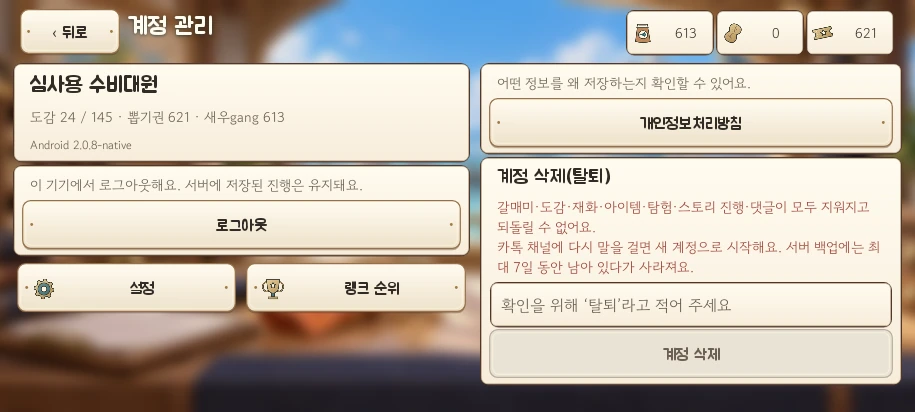 ‹ 뒤로
계정 관리
613
0
621
심사용 수비대원
도감 24 / 145 · 뽑기권 621 · 새우gang 613
Android 2.0.8-native
이 기기에서 로그아웃해요. 서버에 저장된 진행은 유지돼요.
로그아웃
설정
랭크 순위
어떤 정보를 왜 저장하는지 확인할 수 있어요.
개인정보처리방침
계정 삭제(탈퇴)
갈매미·도감·재화·아이템·탐험·스토리 진행·댓글이 모두 지워지고
되돌릴 수 없어요.
카톡 채널에 다시 말을 걸면 새 계정으로 시작해요. 서버 백업에는 최
대 7일 동안 남아 있다가 사라져요.
확인을 위해 ‘탈퇴’라고 적어 주세요
계정 삭제